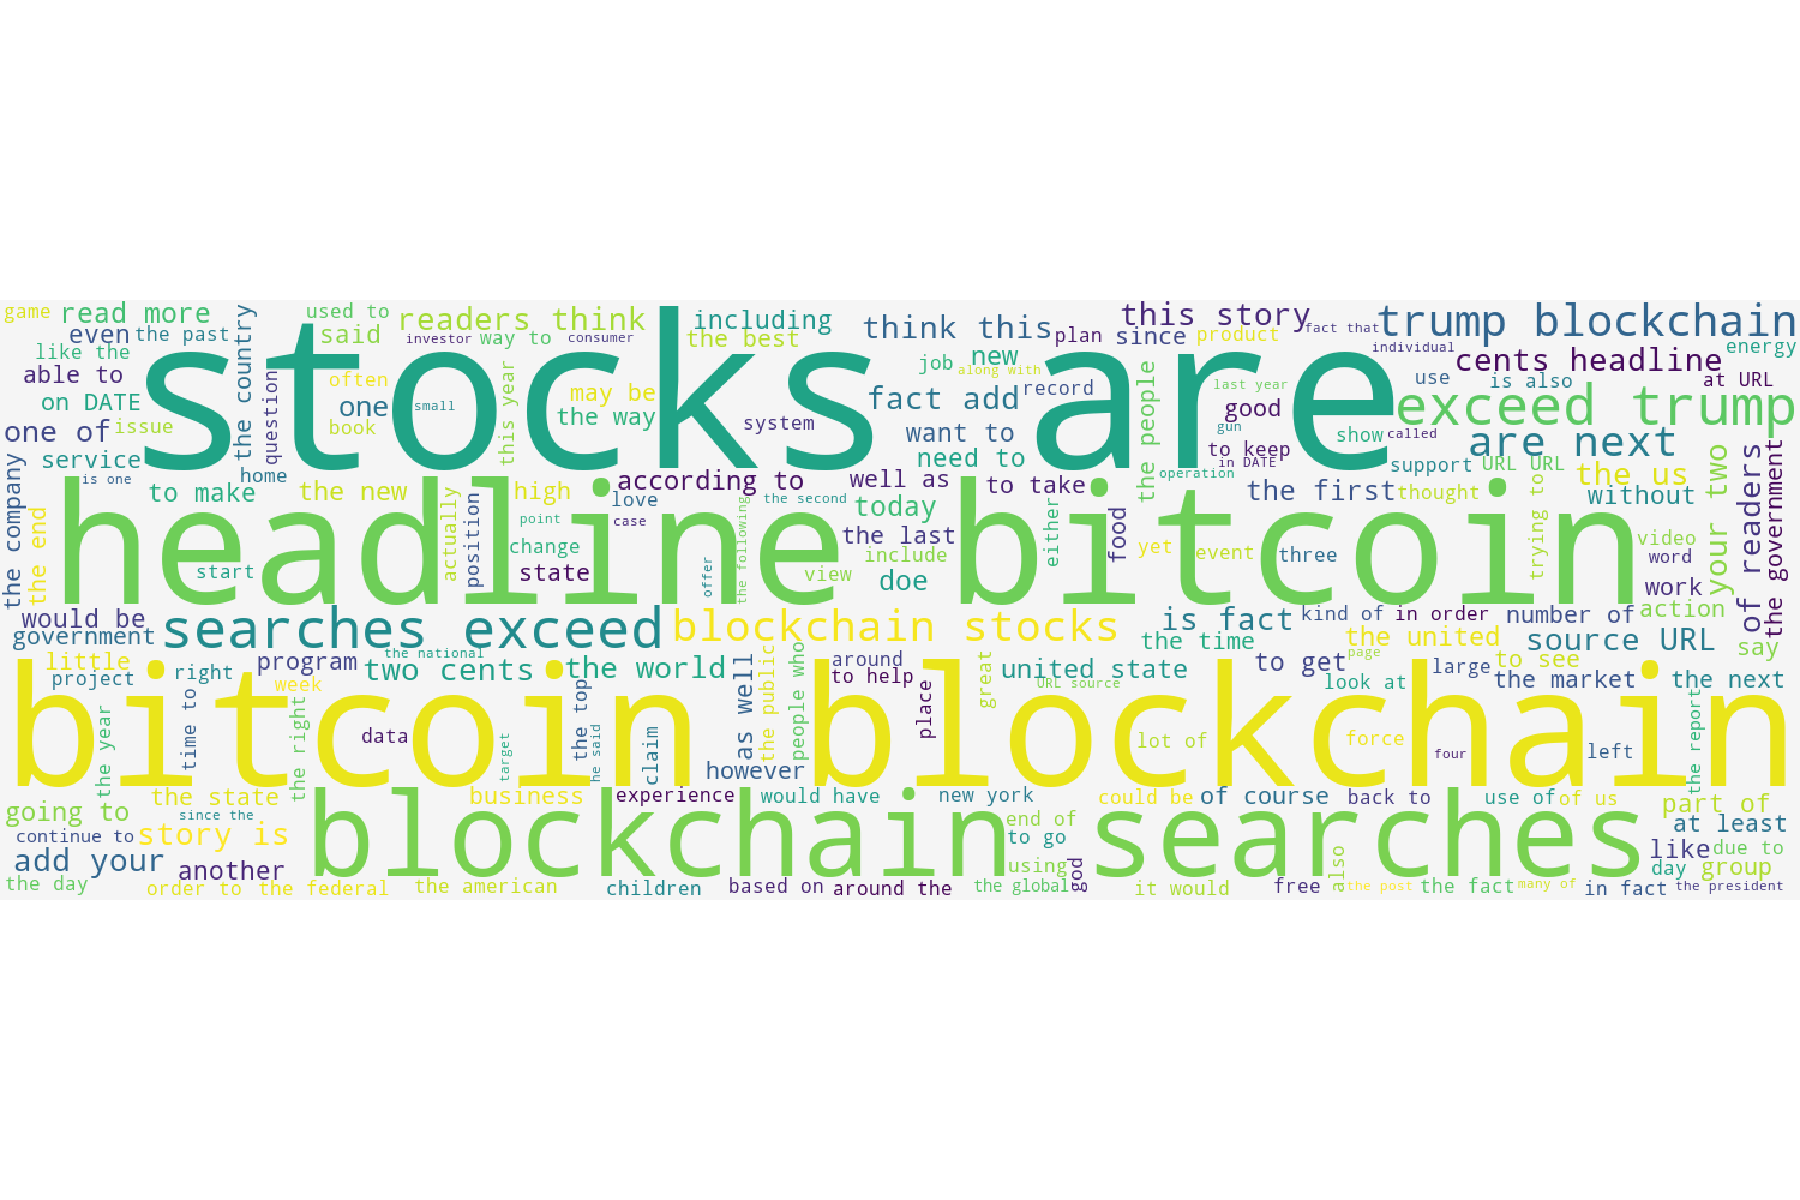 game
read more
used to
readers think
including
think this
this story
trump blockchain
even
the past
the country
said
investor
way to
consumer
the best
plan
since
product
fact that
individual
energy
like the
stocks are
new
cents headline
able to
question
often
this year
may be
job
along with
record
the people
last year
use
is also
at URL
on DATE
one
small
the way
fact add
good
exceed trump
one of
issue
book
system
want to
gun
show
called
are next
service
home
need to
to keep
in DATE
support
URL URL
the us
the company
is one
to make
the new
high
according to
well as
to take
operation
the first
thought
without
your two
of readers
the government
the end
headline bitcoin
actually
position
point
love
case
the second
today
food
either
trying to
video
start
change
state
offer
the following
the last
include
view
doe
yet
event
three
word
work
would be
government
searches exceed
blockchain stocks
is fact
kind of
in order
number of
action
the time
the united
source URL
say
little
project
right
program
the national
two cents
the world
around
to help
united state
to get
page
look at
large
to see
the market
the next
week
as well
the public
people who
place
great
URL source
bitcoin blockchain
the year
time to
the right
data
target
the top
he said
claim
however
lot of
force
four
left
the report
going to
the state
since the
business
experience
would have
new york
could be
of course
back to
use of
of us
part of
continue to
story is
blockchain searches
end of
to go
at least
add your
another
using
god
also
like
due to
day
group
the day
order to
the federal
the american
children
based on
around the
the global
it would
free
the post
the fact
many of
in fact
the president